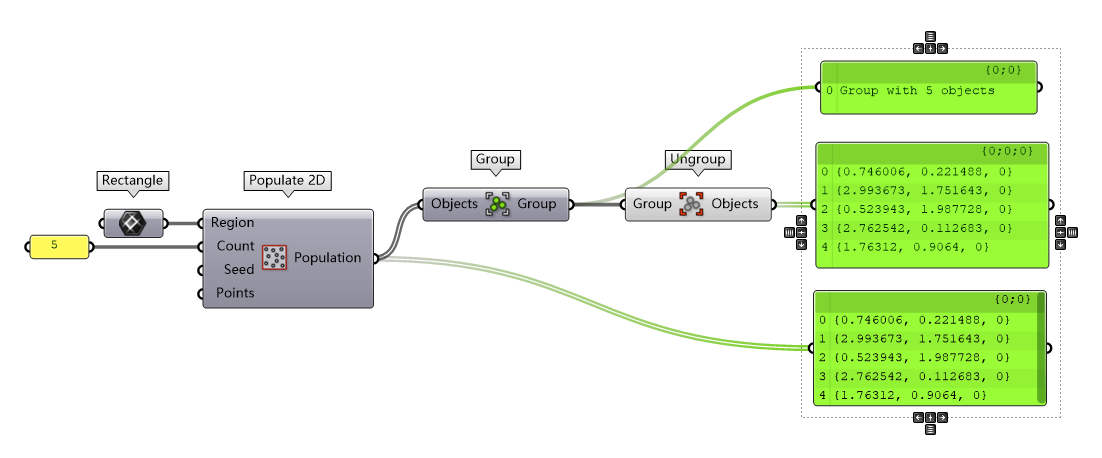 {0;0}
0 Group with 5 objects
Group
Ungroup
{0;0;0}
0 {0.746006, 0.221488, 0}
1 {2.993673, 1.751643, 0}
2 {0.523943, 1.987728, 0}
3 {2.762542, 0.112683, 0}
4 {1.76312, 0.9064, 0}
Rectangle
Populate 2D
Objects
Group
Group
Objects
Region
5
Count
Population
Seed
Points
{0;0}
0 {0.746006, 0.221488, 0}
1 {2.993673, 1.751643, 0}
2 {0.523943, 1.987728, 0}
3 {2.762542, 0.112683, 0}
4 {1.76312, 0.9064, 0}